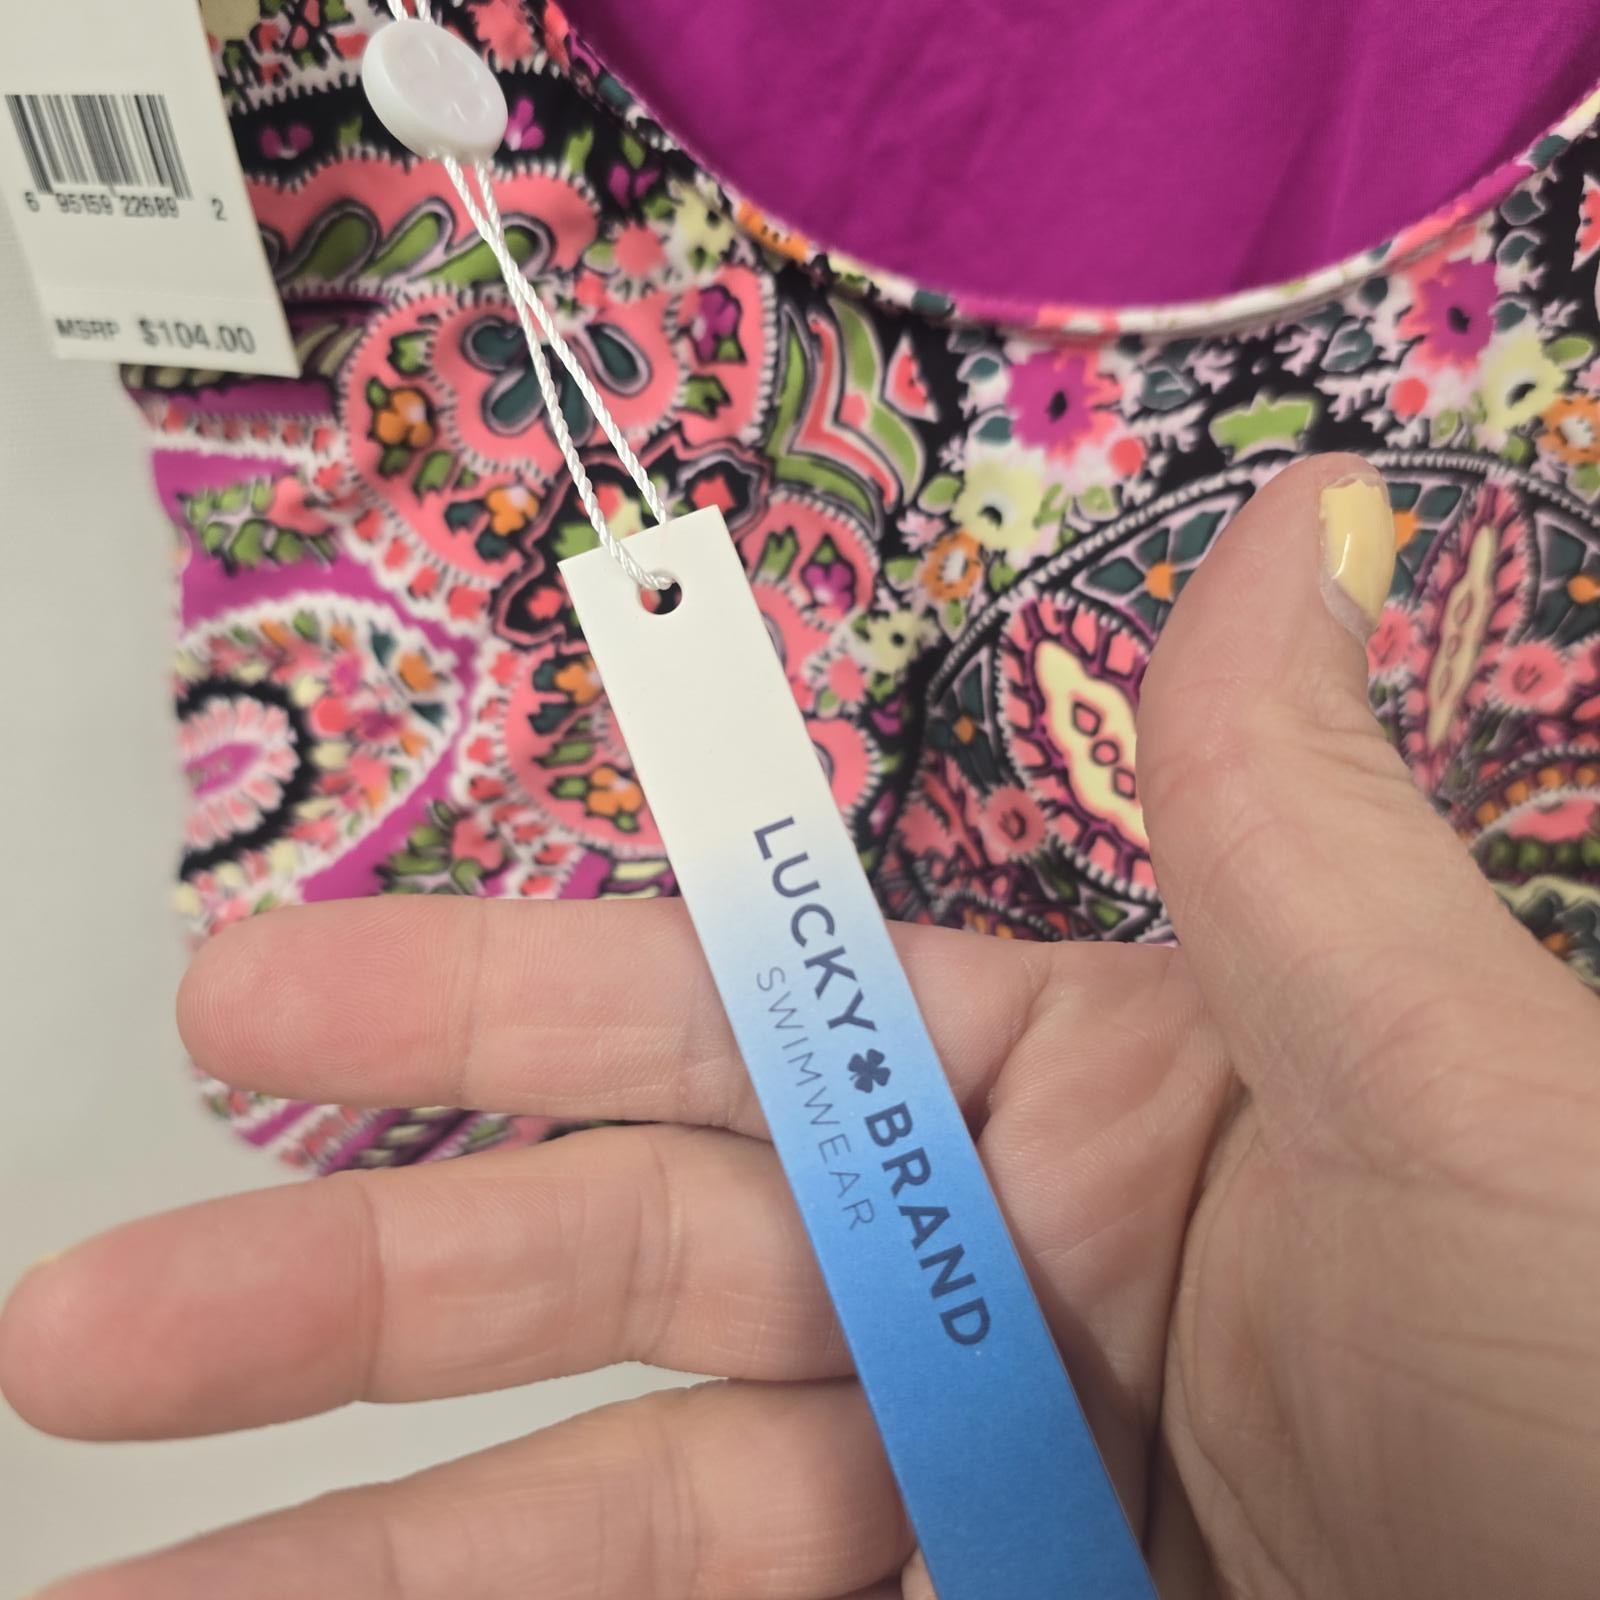 6 95159 22689 2
MSRP $104.00
LUCKY BRAND
SWIMWEAR